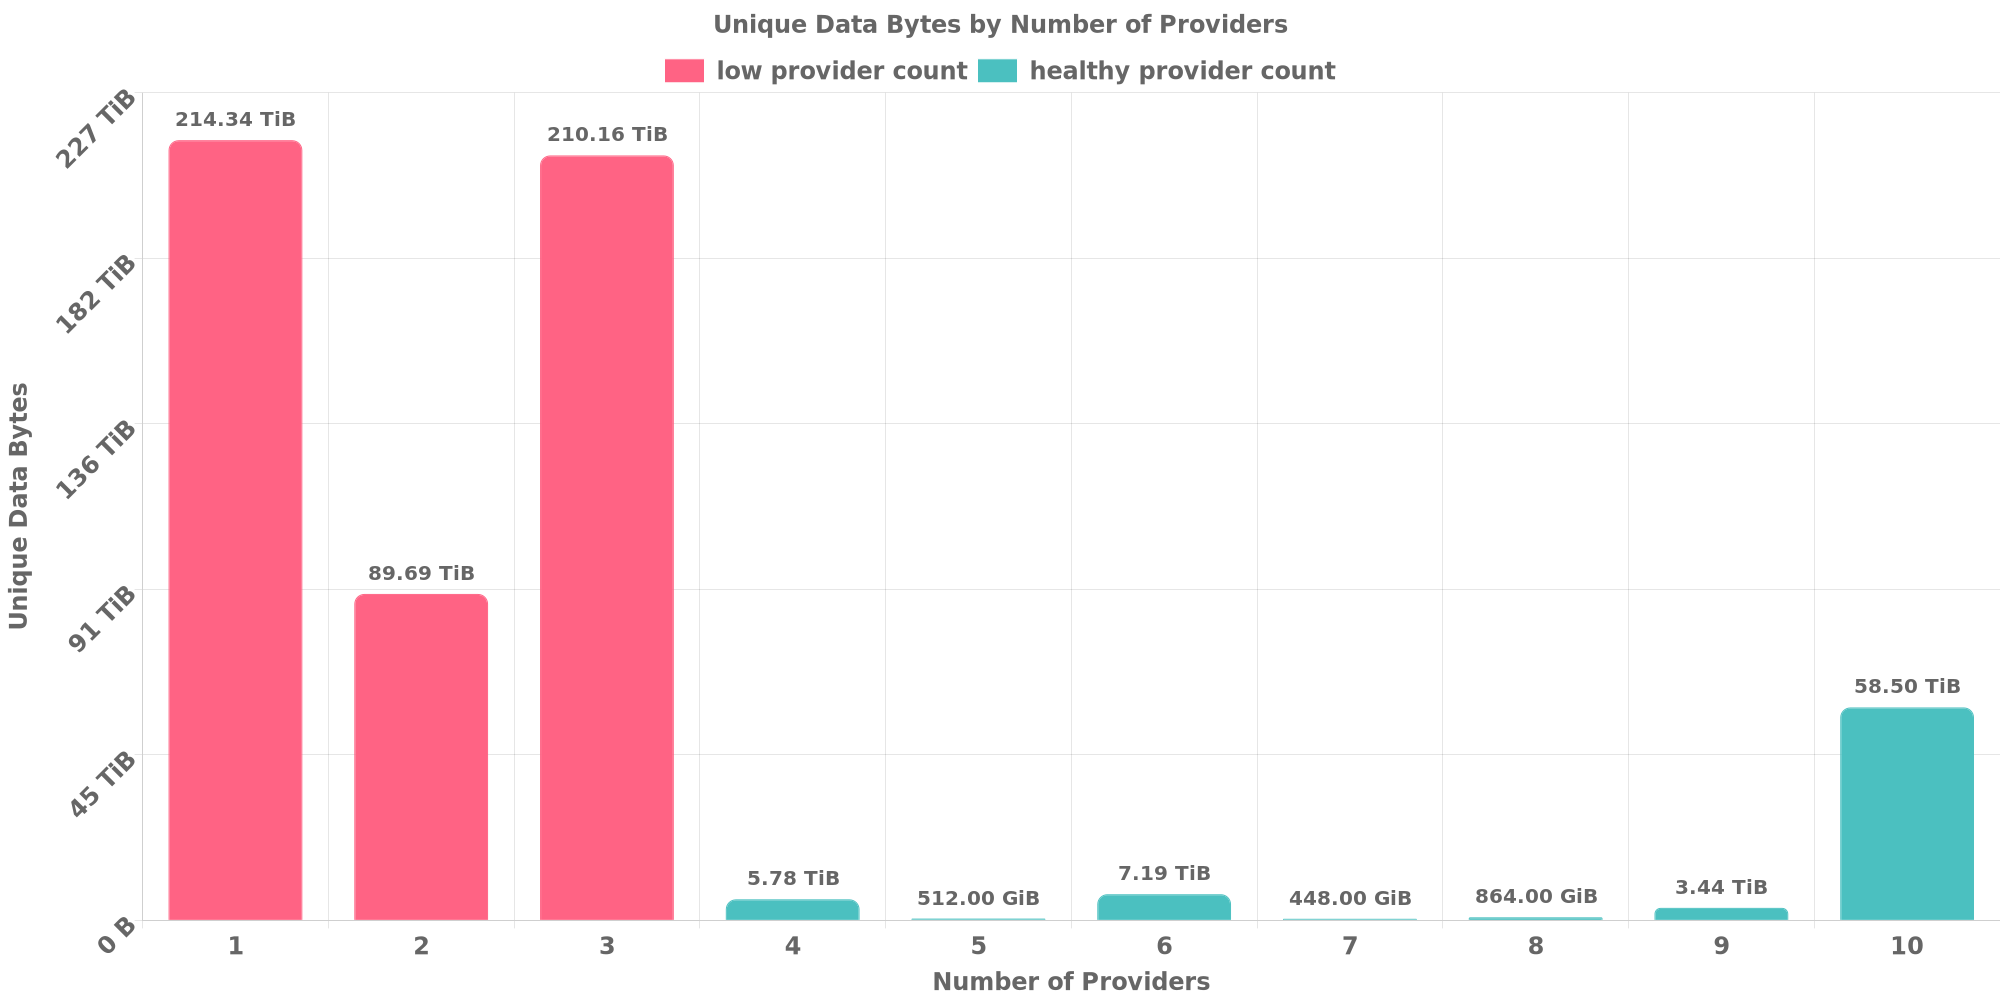 Unique Data Bytes by Number of Providers
low provider count healthy provider count
227 TiB
182 TiB
136 TiB
91 TiB
45 TiB
0 B
Unique Data Bytes
214.34 TiB
89.69 TiB
210.16 TiB
5.78 TiB
512.00 GiB
7.19 TiB
448.00 GiB
864.00 GiB
3.44 TiB
58.50 TiB
1 2 3 4 5 6 7 8 9 10
Number of Providers